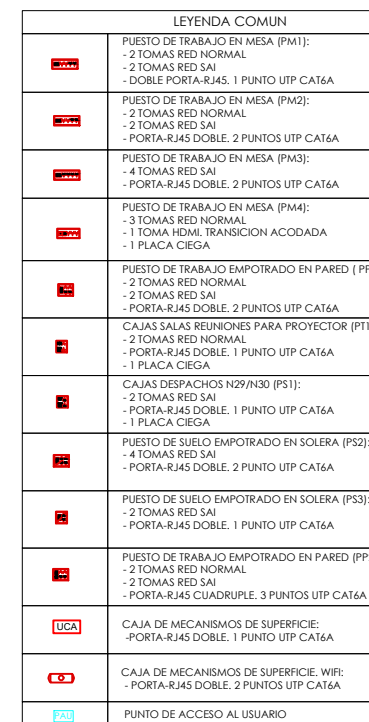 LEYENDA COMUN
PUESTO DE TRABAJO EN MESA (PM1):
- 2 TOMAS RED NORMAL
- 2 TOMAS RED SAI
- DOBLE PORTA-RJ45. 1 PUNTO UTP CAT6A
PUESTO DE TRABAJO EN MESA (PM2):
- 2 TOMAS RED NORMAL
- 2 TOMAS RED SAI
- PORTA-RJ45 DOBLE. 2 PUNTOS UTP CAT6A
PUESTO DE TRABAJO EN MESA (PM3):
- 4 TOMAS RED SAI
- PORTA-RJ45 DOBLE. 2 PUNTOS UTP CAT6A
PUESTO DE TRABAJO EN MESA (PM4):
- 3 TOMAS RED NORMAL
- 1 TOMA HDMI. TRANSICION ACODADA
- 1 PLACA CIEGA
PUESTO DE TRABAJO EMPOTRADO EN PARED ( PP
- 2 TOMAS RED NORMAL
- 2 TOMAS RED SAI
- PORTA-RJ45 DOBLE. 2 PUNTOS UTP CAT6A
CAJAS SALAS REUNIONES PARA PROYECTOR (PT1
- 2 TOMAS RED NORMAL
- PORTA-RJ45 DOBLE. 1 PUNTO UTP CAT6A
- 1 PLACA CIEGA
CAJAS DESPACHOS N29/N30 (PS1):
- 2 TOMAS RED SAI
- PORTA-RJ45 DOBLE. 1 PUNTO UTP CAT6A
- 1 PLACA CIEGA
PUESTO DE SUELO EMPOTRADO EN SOLERA (PS2):
- 4 TOMAS RED SAI
- PORTA-RJ45 DOBLE. 2 PUNTO UTP CAT6A
PUESTO DE SUELO EMPOTRADO EN SOLERA (PS3):
- 2 TOMAS RED SAI
- PORTA-RJ45 DOBLE. 1 PUNTO UTP CAT6A
PUESTO DE TRABAJO EMPOTRADO EN PARED (PP
- 2 TOMAS RED NORMAL
- 2 TOMAS RED SAI
- PORTA-RJ45 CUADRUPLE. 3 PUNTOS UTP CAT6A
UCA
CAJA DE MECANISMOS DE SUPERFICIE:
-PORTA-RJ45 DOBLE. 1 PUNTO UTP CAT6A
CAJA DE MECANISMOS DE SUPERFICIE. WIFI:
- PORTA-RJ45 DOBLE. 2 PUNTOS UTP CAT6A
PAU
PUNTO DE ACCESO AL USUARIO